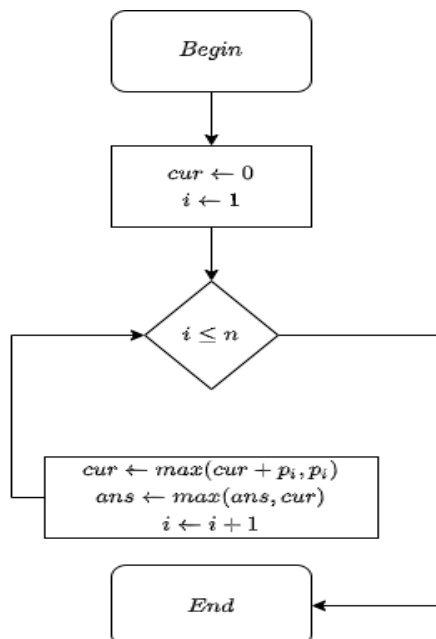 Begin
cur ← 0
i ← 1
i ≤ n
cur ← max(cur + p_i, p_i)
ans ← max(ans, cur)
i ← i + 1
End